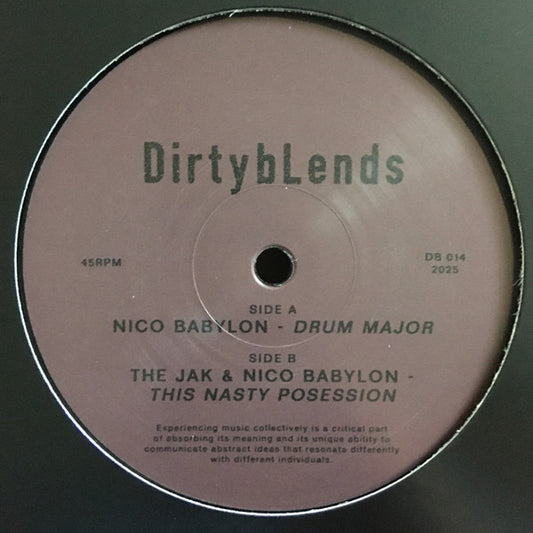 DirtybLends
45RPM
DB 014
2025
SIDE A
NICO BABYLON - DRUM MAJOR
SIDE B
THE JAK & NICO BABYLON -
THIS NASTY POSESSION
Experiencing music collectively is a critical part
of absorbing its meaning and its unique ability to
communicate abstract ideas that resonate differently
with different individuals.